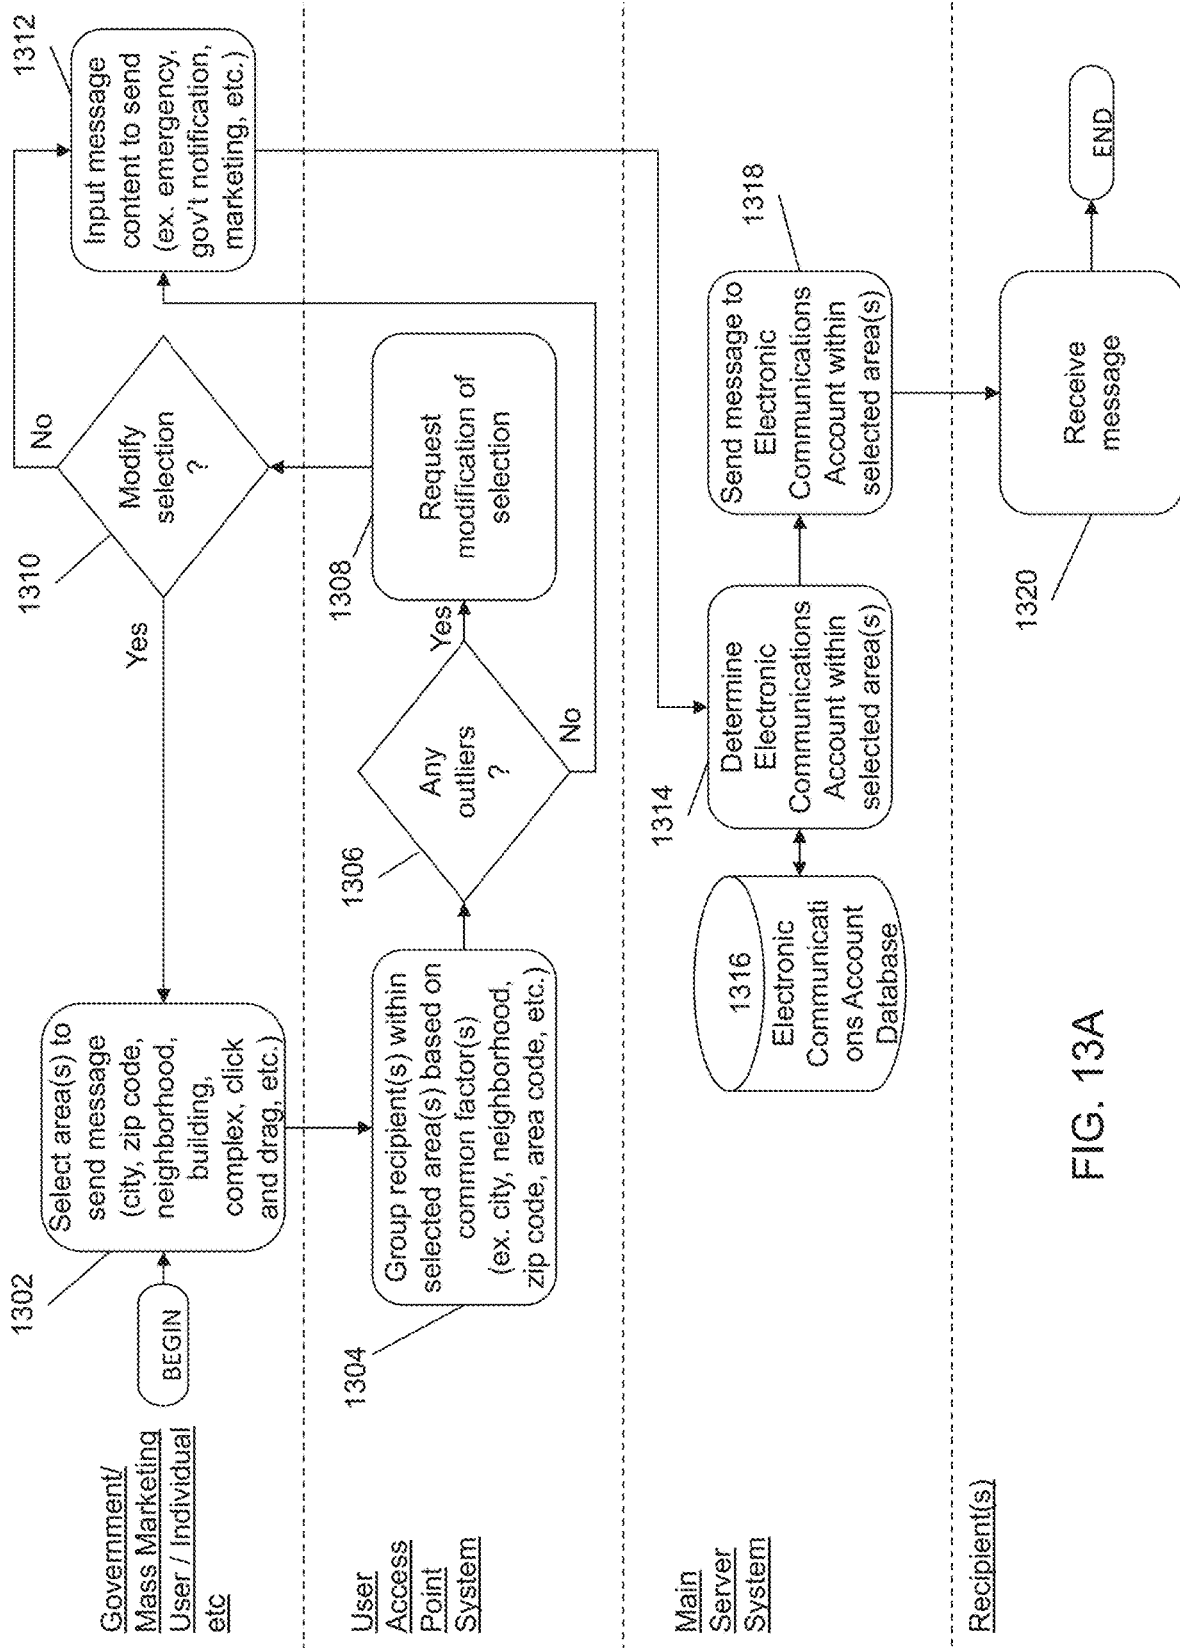 Government/
Mass Marketing
User / Individual
etc
BEGIN
1302
Select area(s) to
send message
(city, zip code,
neighborhood,
building,
complex, click
and drag, etc.)
Yes
1310
Modify
selection
?
No
1312
Input message
content to send
(ex. emergency,
gov't notification,
marketing, etc.)
User
Access
Point
System
1304
Group recipient(s) within
selected area(s) based on
common factor(s)
(ex. city, neighborhood,
zip code, area code, etc.)
1306
Any
outliers
?
Yes
No
1308
Request
modification of
selection
Main
Server
System
1316
Electronic
Communicati
ons Account
Database
1314
Determine
Electronic
Communications
Account within
selected area(s)
1318
Send message to
Electronic
Communications
Account within
selected area(s)
Recipient(s)
1320
Receive
message
END
FIG. 13A